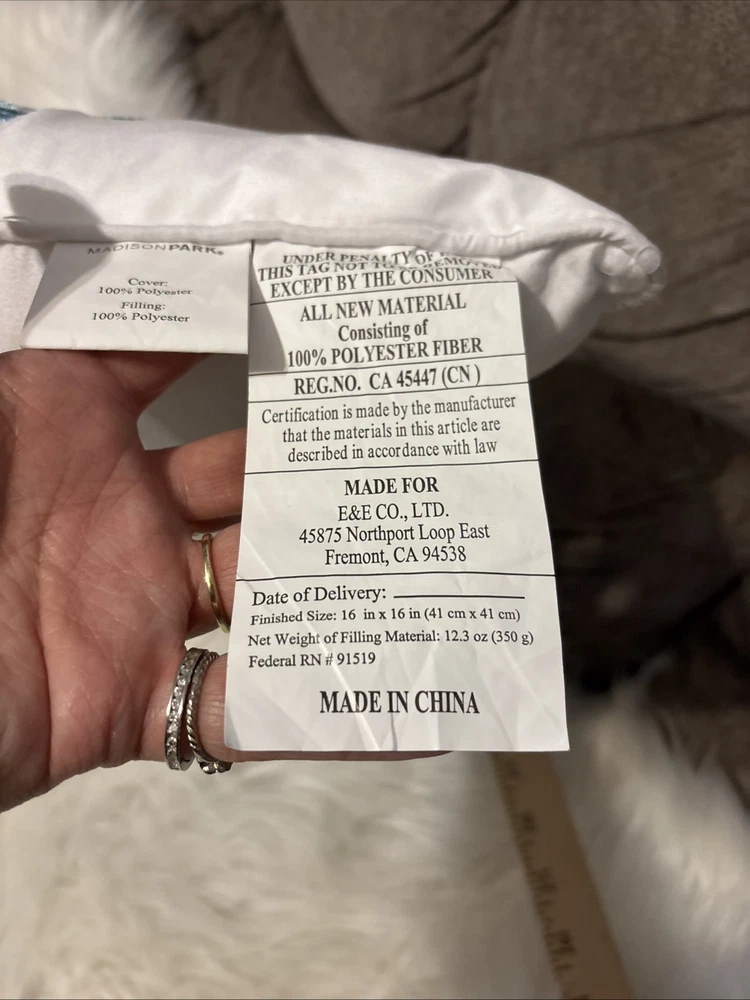 MADISON PARK®
Cover:
100% Polyester
Filling:
100% Polyester
UNDER PENALTY OF
THIS TAG NOT TO REMOVED
EXCEPT BY THE CONSUMER
ALL NEW MATERIAL
Consisting of
100% POLYESTER FIBER
REG.NO. CA 45447 (CN)
Certification is made by the manufacturer
that the materials in this article are
described in accordance with law
MADE FOR
E&E CO., LTD.
45875 Northport Loop East
Fremont, CA 94538
Date of Delivery:
Finished Size: 16 in x 16 in (41 cm x 41 cm)
Net Weight of Filling Material: 12.3 oz (350 g)
Federal RN # 91519
MADE IN CHINA